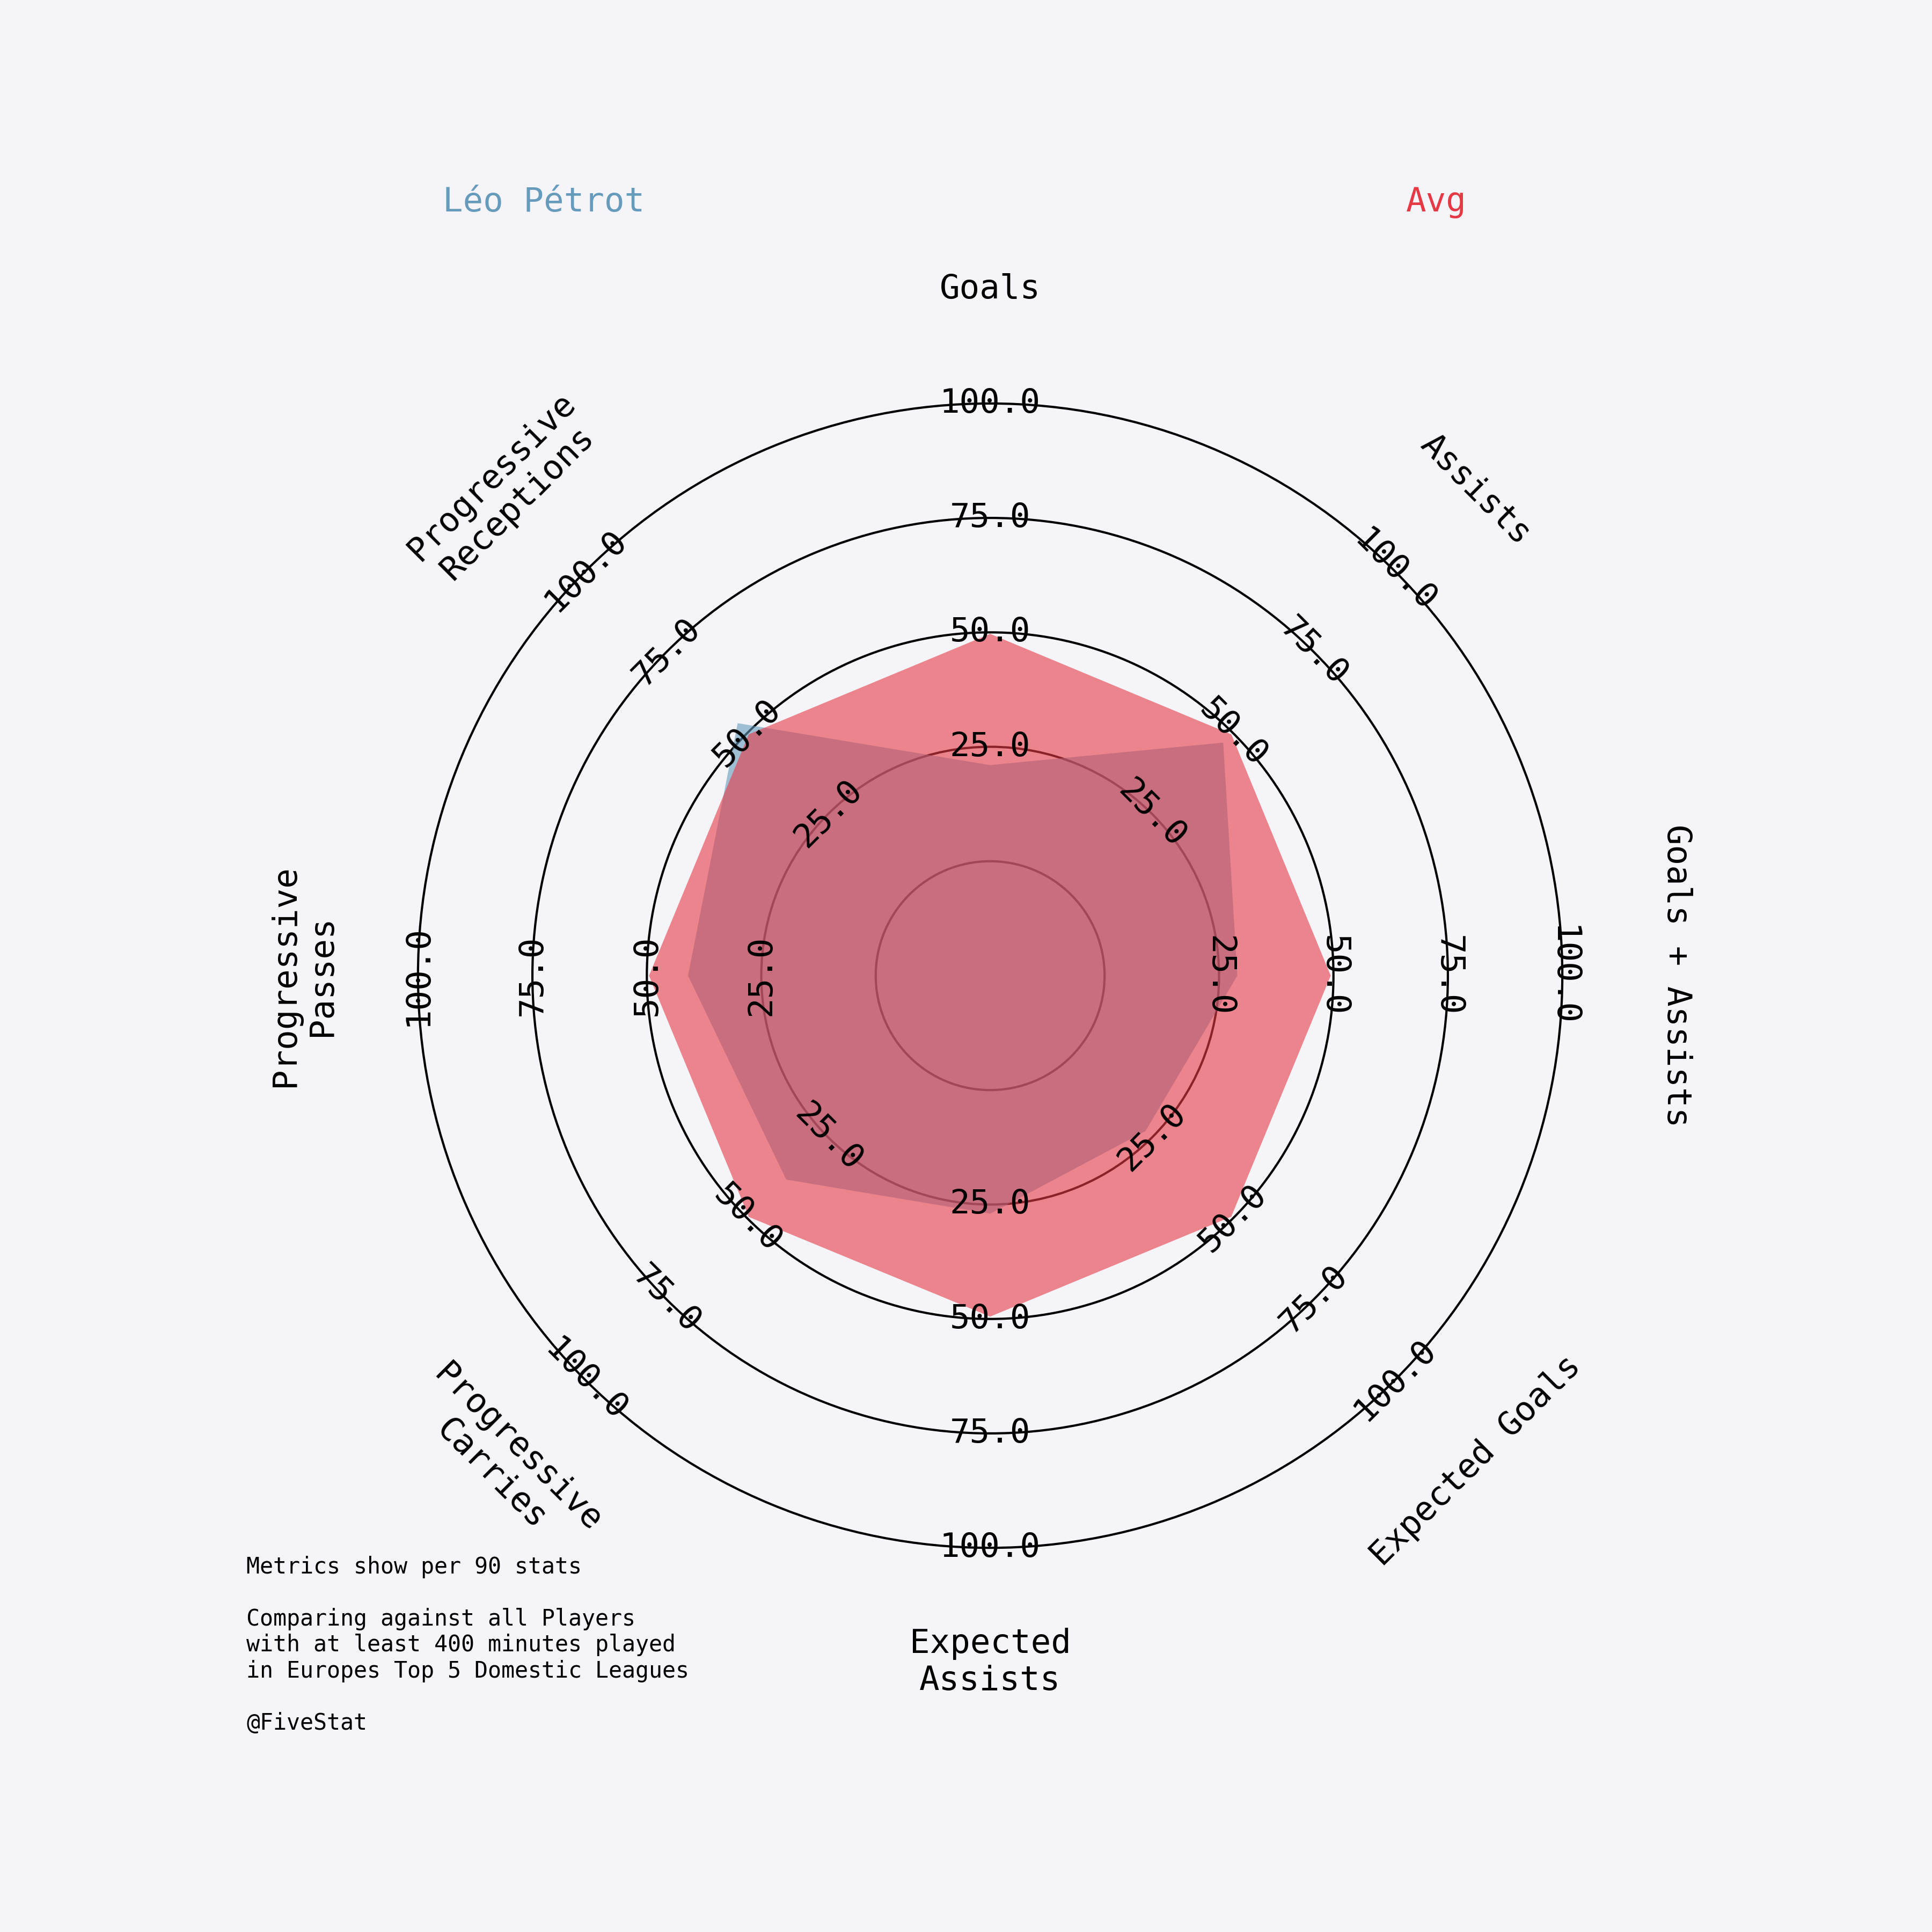 Léo Pétrot
Avg
Goals
Assists
Goals + Assists
Expected Goals
Expected
Assists
Progressive
Carries
Progressive
Passes
Progressive
Receptions
25.0
50.0
75.0
100.0
25.0
50.0
75.0
100.0
25.0
50.0
75.0
100.0
25.0
50.0
75.0
100.0
25.0
50.0
75.0
100.0
25.0
50.0
75.0
100.0
25.0
50.0
75.0
100.0
25.0
50.0
75.0
100.0
Metrics show per 90 stats
Comparing against all Players
with at least 400 minutes played
in Europes Top 5 Domestic Leagues
@FiveStat